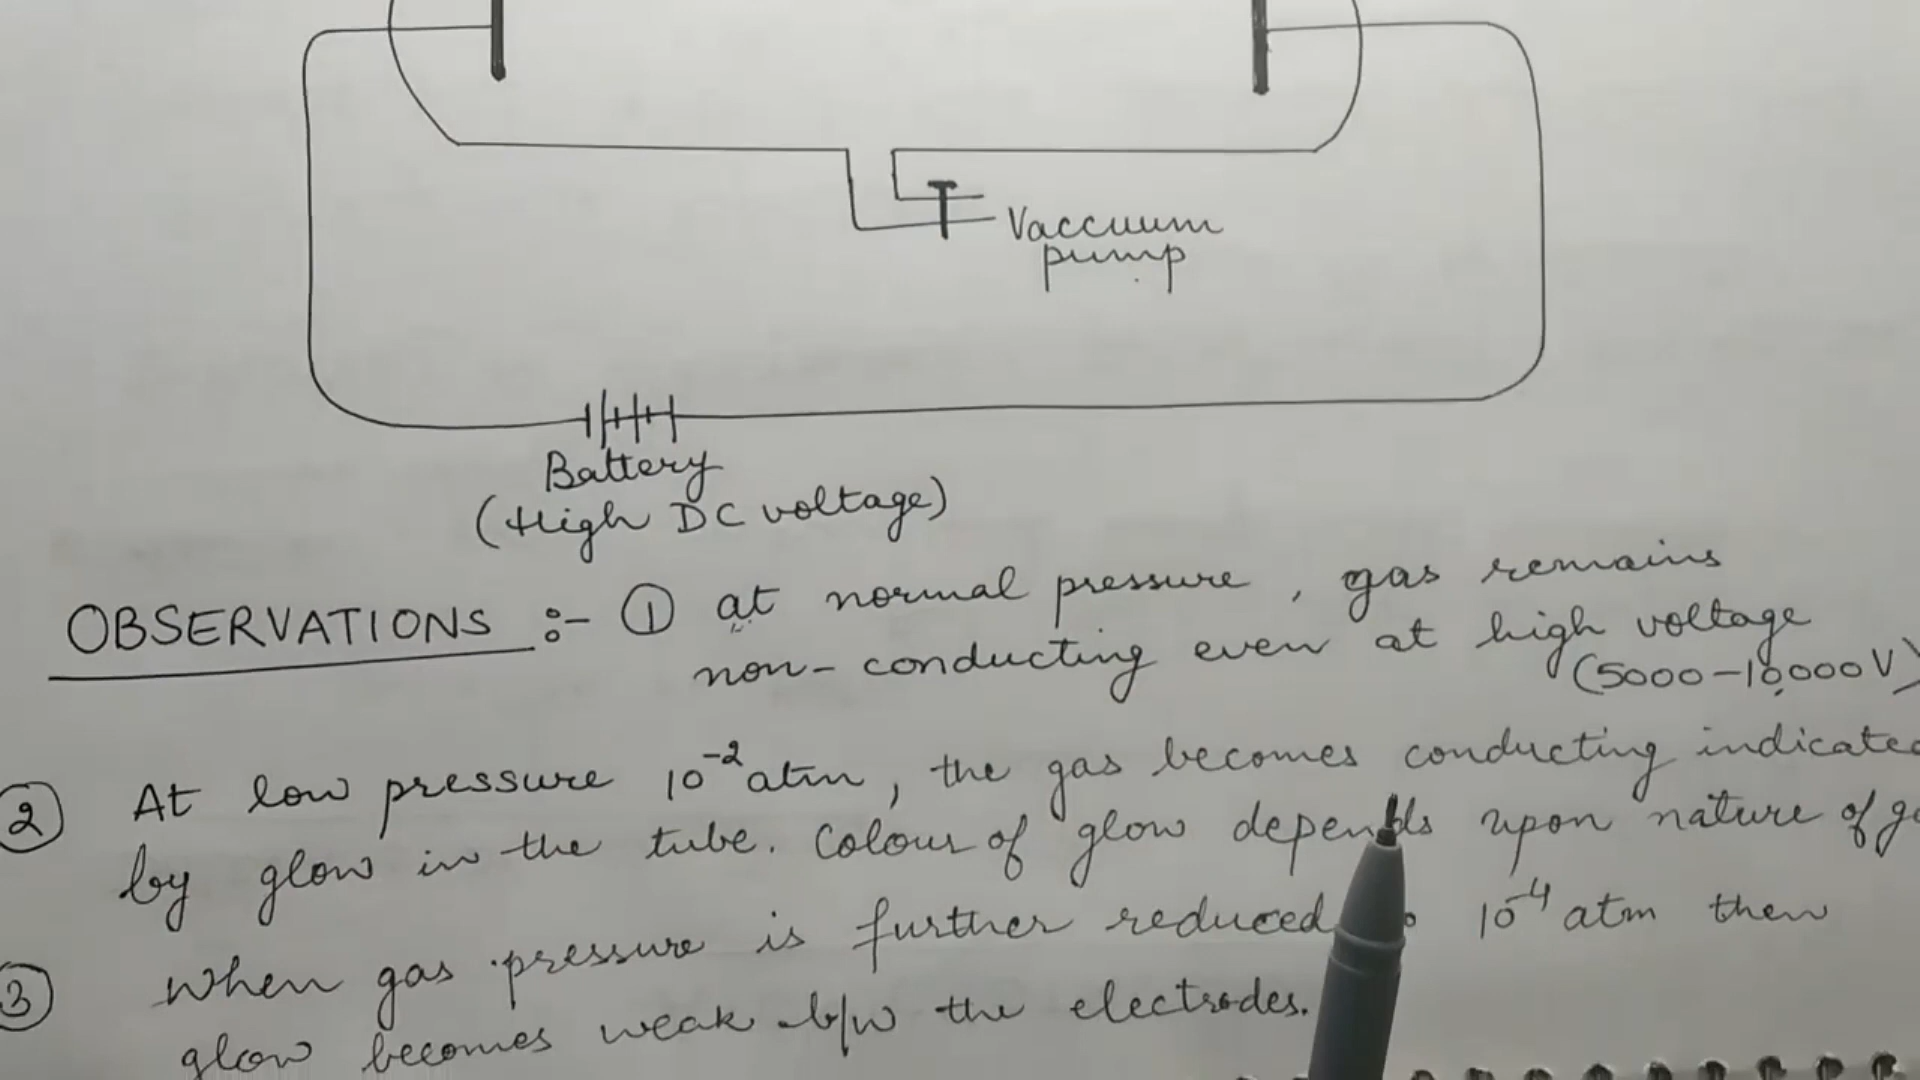 Vaccuum
pump
Battery
(High DC voltage)
OBSERVATIONS :- ① at normal pressure, gas remains
non-conducting even at high voltage
(5000-10,000V)
② At low pressure 10⁻² atm, the gas becomes conducting indicated
by glow in the tube. Colour of glow depends upon nature of
③ When gas pressure is further reduced 10⁻⁴ atm then
glow becomes weak b/w the electrodes.